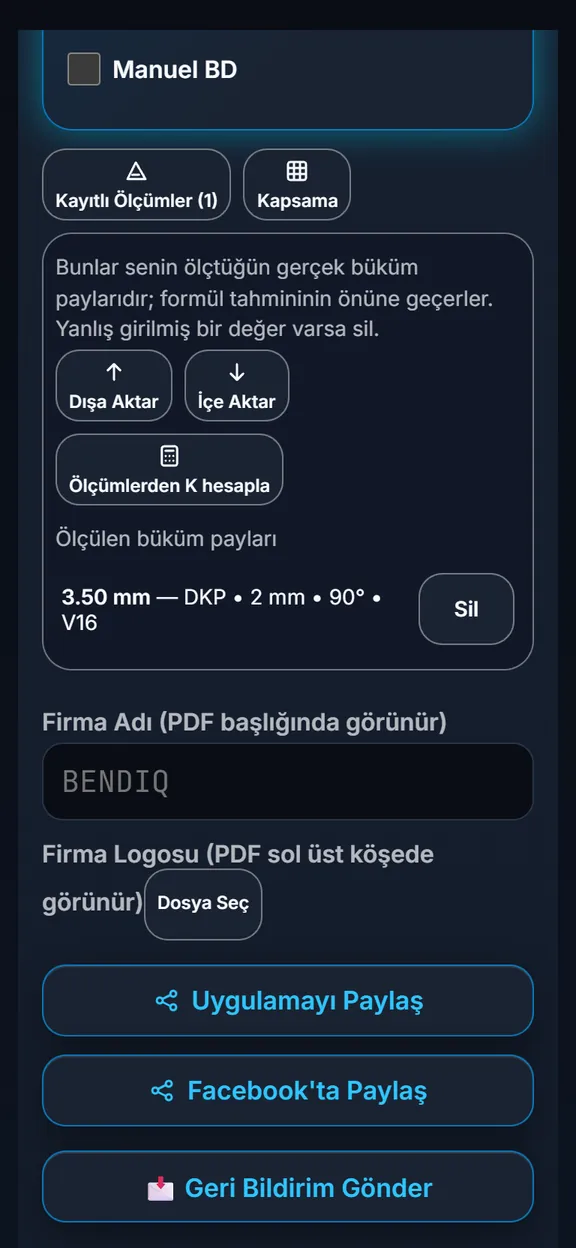 Manuel BD
Kayıtlı Ölçümler (1)
Kapsama
Bunlar senin ölçtüğün gerçek büküm
paylarıdır; formül tahmininin önüne geçerler.
Yanlış girilmiş bir değer varsa sil.
Dışa Aktar
İçe Aktar
Ölçümlerden K hesapla
Ölçülen büküm payları
3.50 mm — DKP • 2 mm • 90° •
V16
Sil
Firma Adı (PDF başlığında görünür)
BENDIQ
Firma Logosu (PDF sol üst köşede
görünür)
Dosya Seç
Uygulamayı Paylaş
Facebook'ta Paylaş
Geri Bildirim Gönder